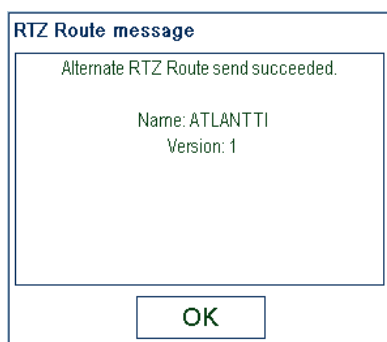 RTZ Route message
Alternate RTZ Route send succeeded.
Name: ATLANTTI
Version: 1
OK